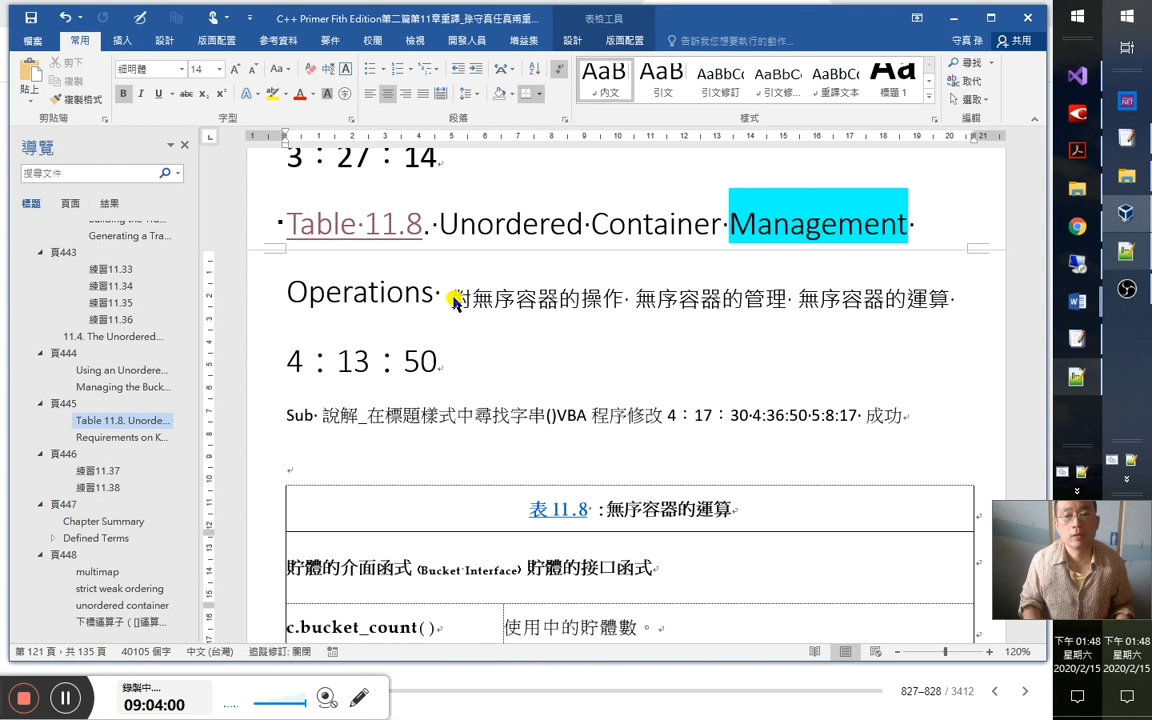 C++ Primer Fith Edition第二篇第11章重譯_孫守真任真甫重...
表格工具
檔案 常用 插入 設計 版面配置 參考資料 郵件 校閱 檢視 開發人員 增益集 設計 版面配置 告訴我您想要執行的動作... 守真 孫 共用
貼上 剪下 複製 複製格式
細明體 14
AaBb AaBb AaBbCc AaBbCc AaBbCc Aa
內文 引文 引文修訂 引文修... 重譯文本 標題 1
尋找 取代 選取
剪貼簿 字型 段落 樣式 編輯
導覽
搜尋文件
標題 頁面 結果
Generating a Tra...
頁443
練習11.33
練習11.34
練習11.35
練習11.36
11.4. The Unordered...
頁444
Using an Unordere...
Managing the Buck...
頁445
Table 11.8. Unorde...
Requirements on K...
頁446
練習11.37
練習11.38
頁447
Chapter Summary
Defined Terms
頁448
multimap
strict weak ordering
unordered container
下標運算子（[]運算...
3：27：14
Table 11.8. Unordered Container Management
Operations 對無序容器的操作 無序容器的管理 無序容器的運算
4：13：50
Sub 說解_在標題樣式中尋找字串()VBA 程序修改 4：17：30·4:36:50·5:8:17 成功
表 11.8 :無序容器的運算
貯體的介面函式 (Bucket Interface) 貯體的接口函式
c.bucket_count() 使用中的貯體數。
第 121 頁，共 135 頁 40105 個字 中文 (台灣) 追蹤修訂: 關閉 120%
錄製中....
09:04:00
827–828 / 3412
下午 01:48 下午 01:48
星期六 星期六
2020/2/15 2020/2/15